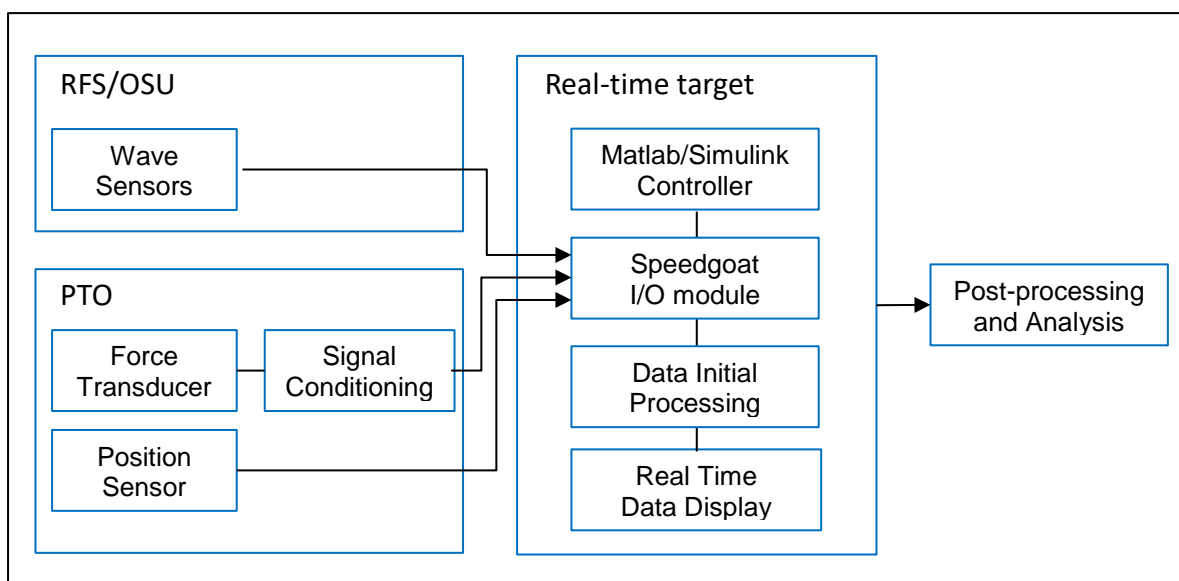 RFS/OSU
Wave
Sensors
PTO
Force
Transducer
Signal
Conditioning
Position
Sensor
Real-time target
Matlab/Simulink
Controller
Speedgoat
I/O module
Data Initial
Processing
Real Time
Data Display
Post-processing
and Analysis